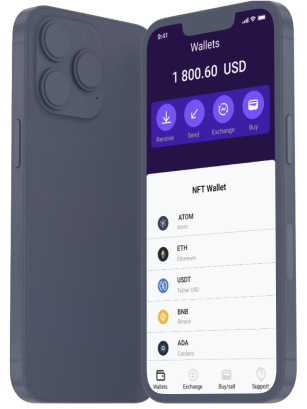 9:41
Wallets
1 800.60 USD
Receive
Send
Exchange
Buy
NFT Wallet
ATOM
Atom
ETH
Ethereum
USDT
Tether USD
BNB
Binance
ADA
Cardano
Wallets
Exchange
Buy/sell
Support